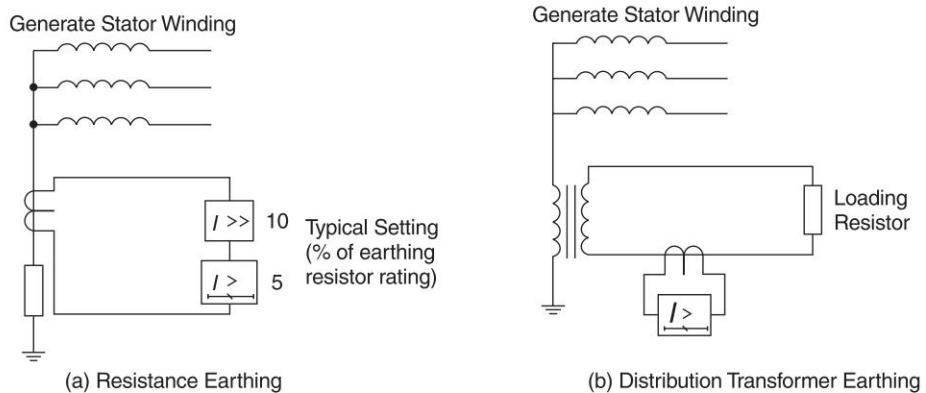 Generate Stator Winding
I >> 10
I > 5
Typical Setting
(% of earthing
resistor rating)
(a) Resistance Earthing
Generate Stator Winding
Loading
Resistor
I >
(b) Distribution Transformer Earthing